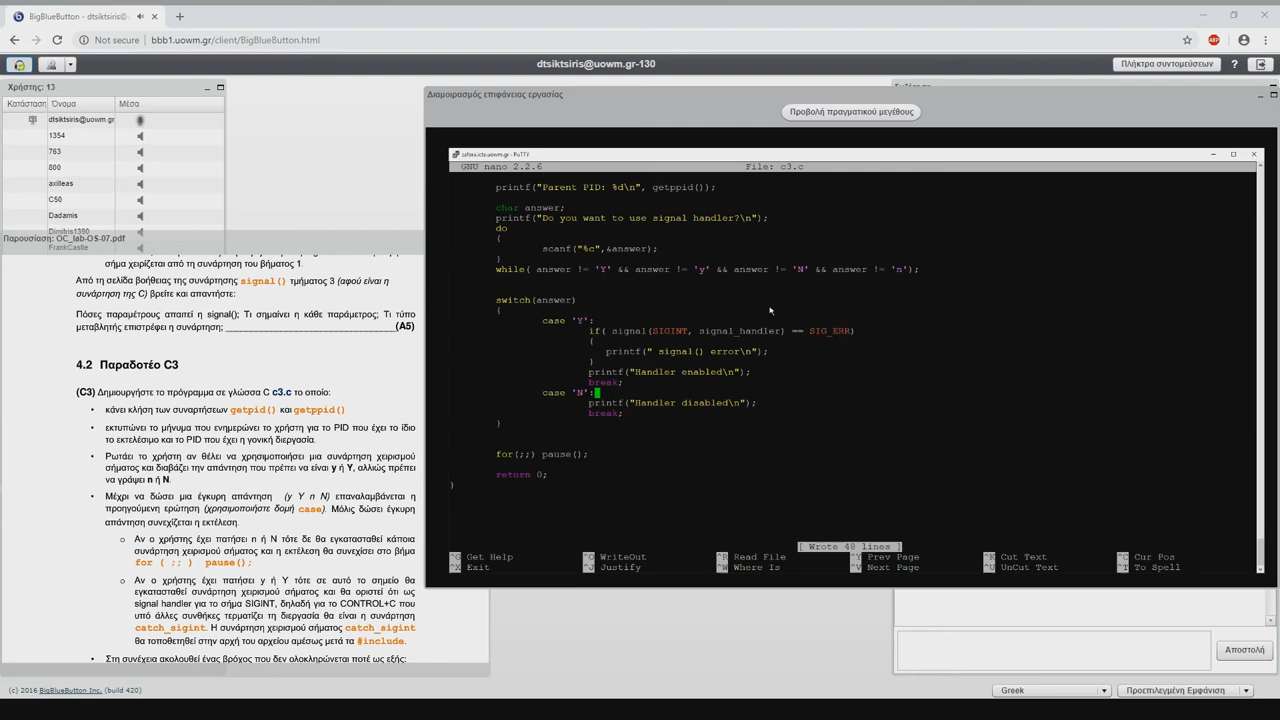 BigBlueButton - dtsiktsiris@
Not secure
bbb1.uowm.gr/client/BigBlueButton.html
ABP
dtsiktsiris@uowm.gr-130
Πλήκτρα συντομεύσεων
?
Χρήστης: 13
Κατάσταση Όνομα Μέσα
dtsiktsiris@uowm.gr
1354
763
800
axilleas
C50
Dadamis
Dimitris1380
FrankCastle
Παρουσίαση: OC_lab-OS-07.pdf
σήμα χειρίζεται από τη συνάρτηση του βήματος 1.
Από τη σελίδα βοήθειας της συνάρτησης signal() τμήματος 3 (αφού είναι η
συνάρτηση της C) βρείτε και απαντήστε:
Πόσες παραμέτρους απαιτεί η signal(); Τι σημαίνει η κάθε παράμετρος; Τι τύπο
μεταβλητής επιστρέφει η συνάρτηση; (A5)
4.2 Παραδοτέο C3
(C3) Δημιουργήστε το πρόγραμμα σε γλώσσα C c3.c το οποίο:
• κάνει κλήση των συναρτήσεων getpid() και getppid()
• εκτυπώνει το μήνυμα που ενημερώνει το χρήστη για το PID που έχει το ίδιο
το εκτελέσιμο και το PID που έχει η γονική διεργασία.
• Ρωτάει το χρήστη αν θέλει να χρησιμοποιήσει μια συνάρτηση χειρισμού
σήματος και διαβάζει την απάντηση που πρέπει να είναι y ή Y, αλλιώς πρέπει
να γράψει n ή N.
• Μέχρι να δώσει μια έγκυρη απάντηση (y Y n N) επαναλαμβάνεται η
προηγούμενη ερώτηση (χρησιμοποιήστε δομή case). Μόλις δώσει έγκυρη
απάντηση συνεχίζεται η εκτέλεση.
o Αν ο χρήστης έχει πατήσει n ή N τότε δε θα εγκατασταθεί κάποια
συνάρτηση χειρισμού σήματος και η εκτέλεση θα συνεχίσει στο βήμα
for ( ;; ) pause();
o Αν ο χρήστης έχει πατήσει y ή Y τότε σε αυτό το σημείο θα
εγκατασταθεί συνάρτηση χειρισμού σήματος και θα οριστεί ότι ως
signal handler για το σήμα SIGINT, δηλαδή για το CONTROL+C που
υπό άλλες συνθήκες τερματίζει τη διεργασία θα είναι η συνάρτηση
catch_sigint. Η συνάρτηση χειρισμού σήματος catch_sigint
θα τοποθετηθεί στην αρχή του αρχείου αμέσως μετά τα #include.
• Στη συνέχεια ακολουθεί ένας βρόχος που δεν ολοκληρώνεται ποτέ ως εξής:
Διαμοιρασμός επιφάνειας εργασίας
Προβολή πραγματικού μεγέθους
zafora.icte.uowm.gr - PuTTY
GNU nano 2.2.6 File: c3.c
printf("Parent PID: %d\n", getppid());
char answer;
printf("Do you want to use signal handler?\n");
do
{
scanf("%c",&answer);
}
while( answer != 'Y' && answer != 'y' && answer != 'N' && answer != 'n');
switch(answer)
{
case 'Y':
if( signal(SIGINT, signal_handler) == SIG_ERR)
{
printf(" signal() error\n");
}
printf("Handler enabled\n");
break;
case 'N':
printf("Handler disabled\n");
break;
}
for(;;) pause();
return 0;
}
[ Wrote 48 lines ]
^G Get Help ^O WriteOut ^R Read File ^Y Prev Page ^K Cut Text ^C Cur Pos
^X Exit ^J Justify ^W Where Is ^V Next Page ^U UnCut Text ^T To Spell
Αποστολή
(c) 2016 BigBlueButton Inc. (build 420)
Greek
Προεπιλεγμένη Εμφάνιση